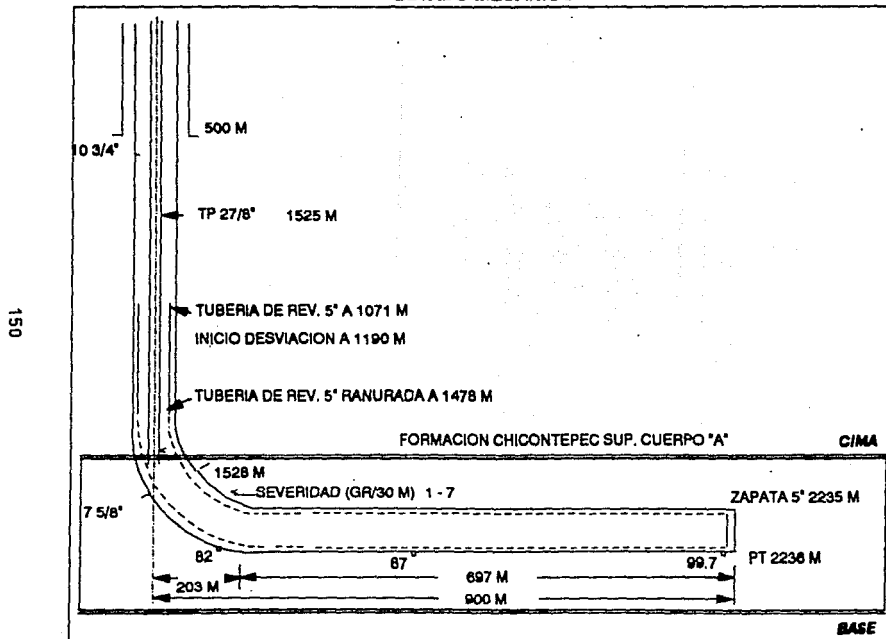 500 M
10 3/4"
TP 27/8" 1525 M
TUBERIA DE REV. 5" A 1071 M
INICIO DESVIACION A 1190 M
TUBERIA DE REV. 5" RANURADA A 1478 M
FORMACION CHICONTEPEC SUP. CUERPO "A" CIMA
1528 M
SEVERIDAD (GR/30 M) 1 - 7
ZAPATA 5" 2235 M
7 5/8"
82
87
99.7
PT 2236 M
203 M
697 M
900 M
BASE
150